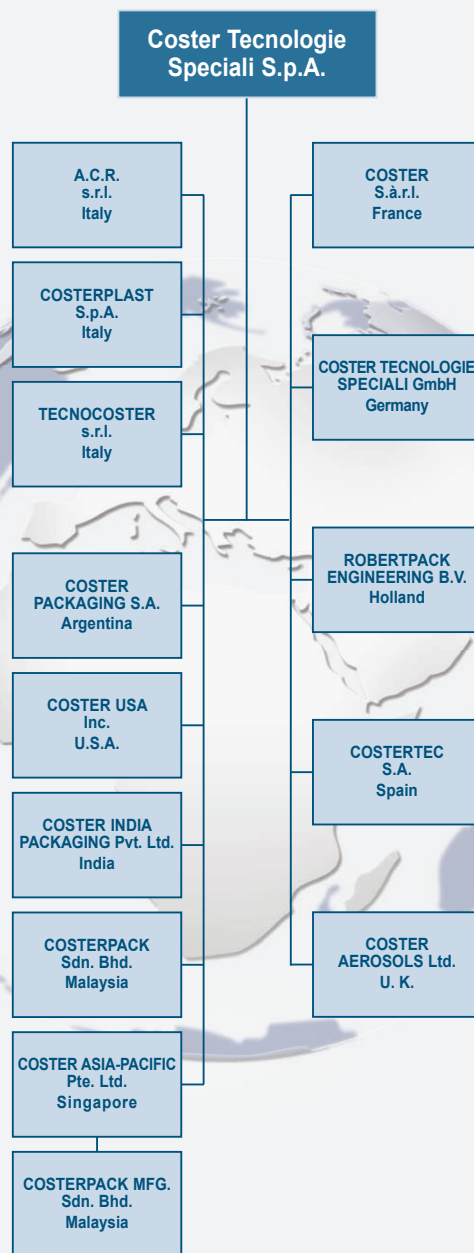 Coster Tecnologie
Speciali S.p.A.
A.C.R.
s.r.l.
Italy
COSTERPLAST
S.p.A.
Italy
TECNOCOSTER
s.r.l.
Italy
COSTER
PACKAGING S.A.
Argentina
COSTER USA
Inc.
U.S.A.
COSTER INDIA
PACKAGING Pvt. Ltd.
India
COSTERPACK
Sdn. Bhd.
Malaysia
COSTER ASIA-PACIFIC
Pte. Ltd.
Singapore
COSTERPACK MFG.
Sdn. Bhd.
Malaysia
COSTER
S.à.r.l.
France
COSTER TECNOLOGIE
SPECIALI GmbH
Germany
ROBERTPACK
ENGINEERING B.V.
Holland
COSTERTEC
S.A.
Spain
COSTER
AEROSOLS Ltd.
U. K.